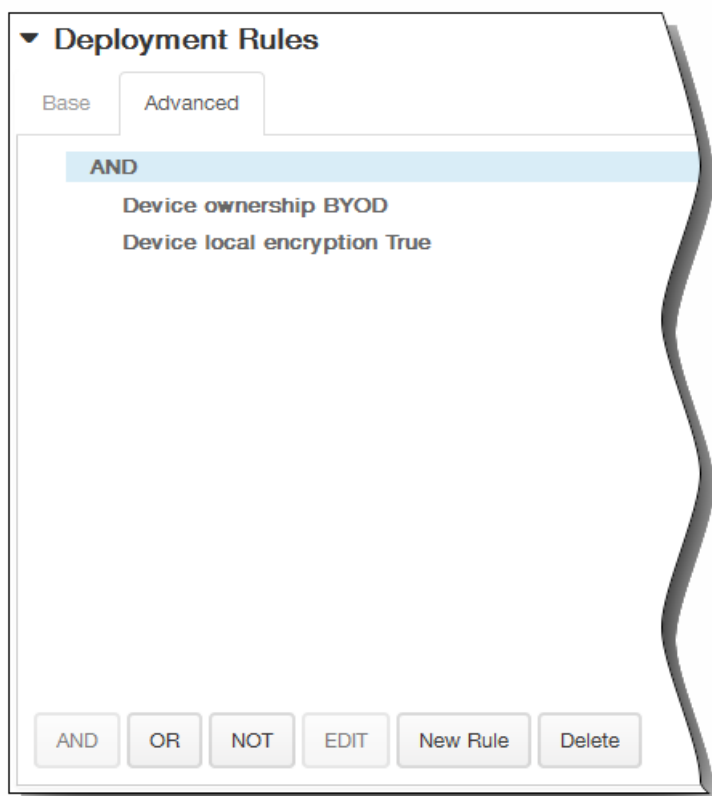 Deployment Rules
Base Advanced
AND
Device ownership BYOD
Device local encryption True
AND OR NOT EDIT New Rule Delete